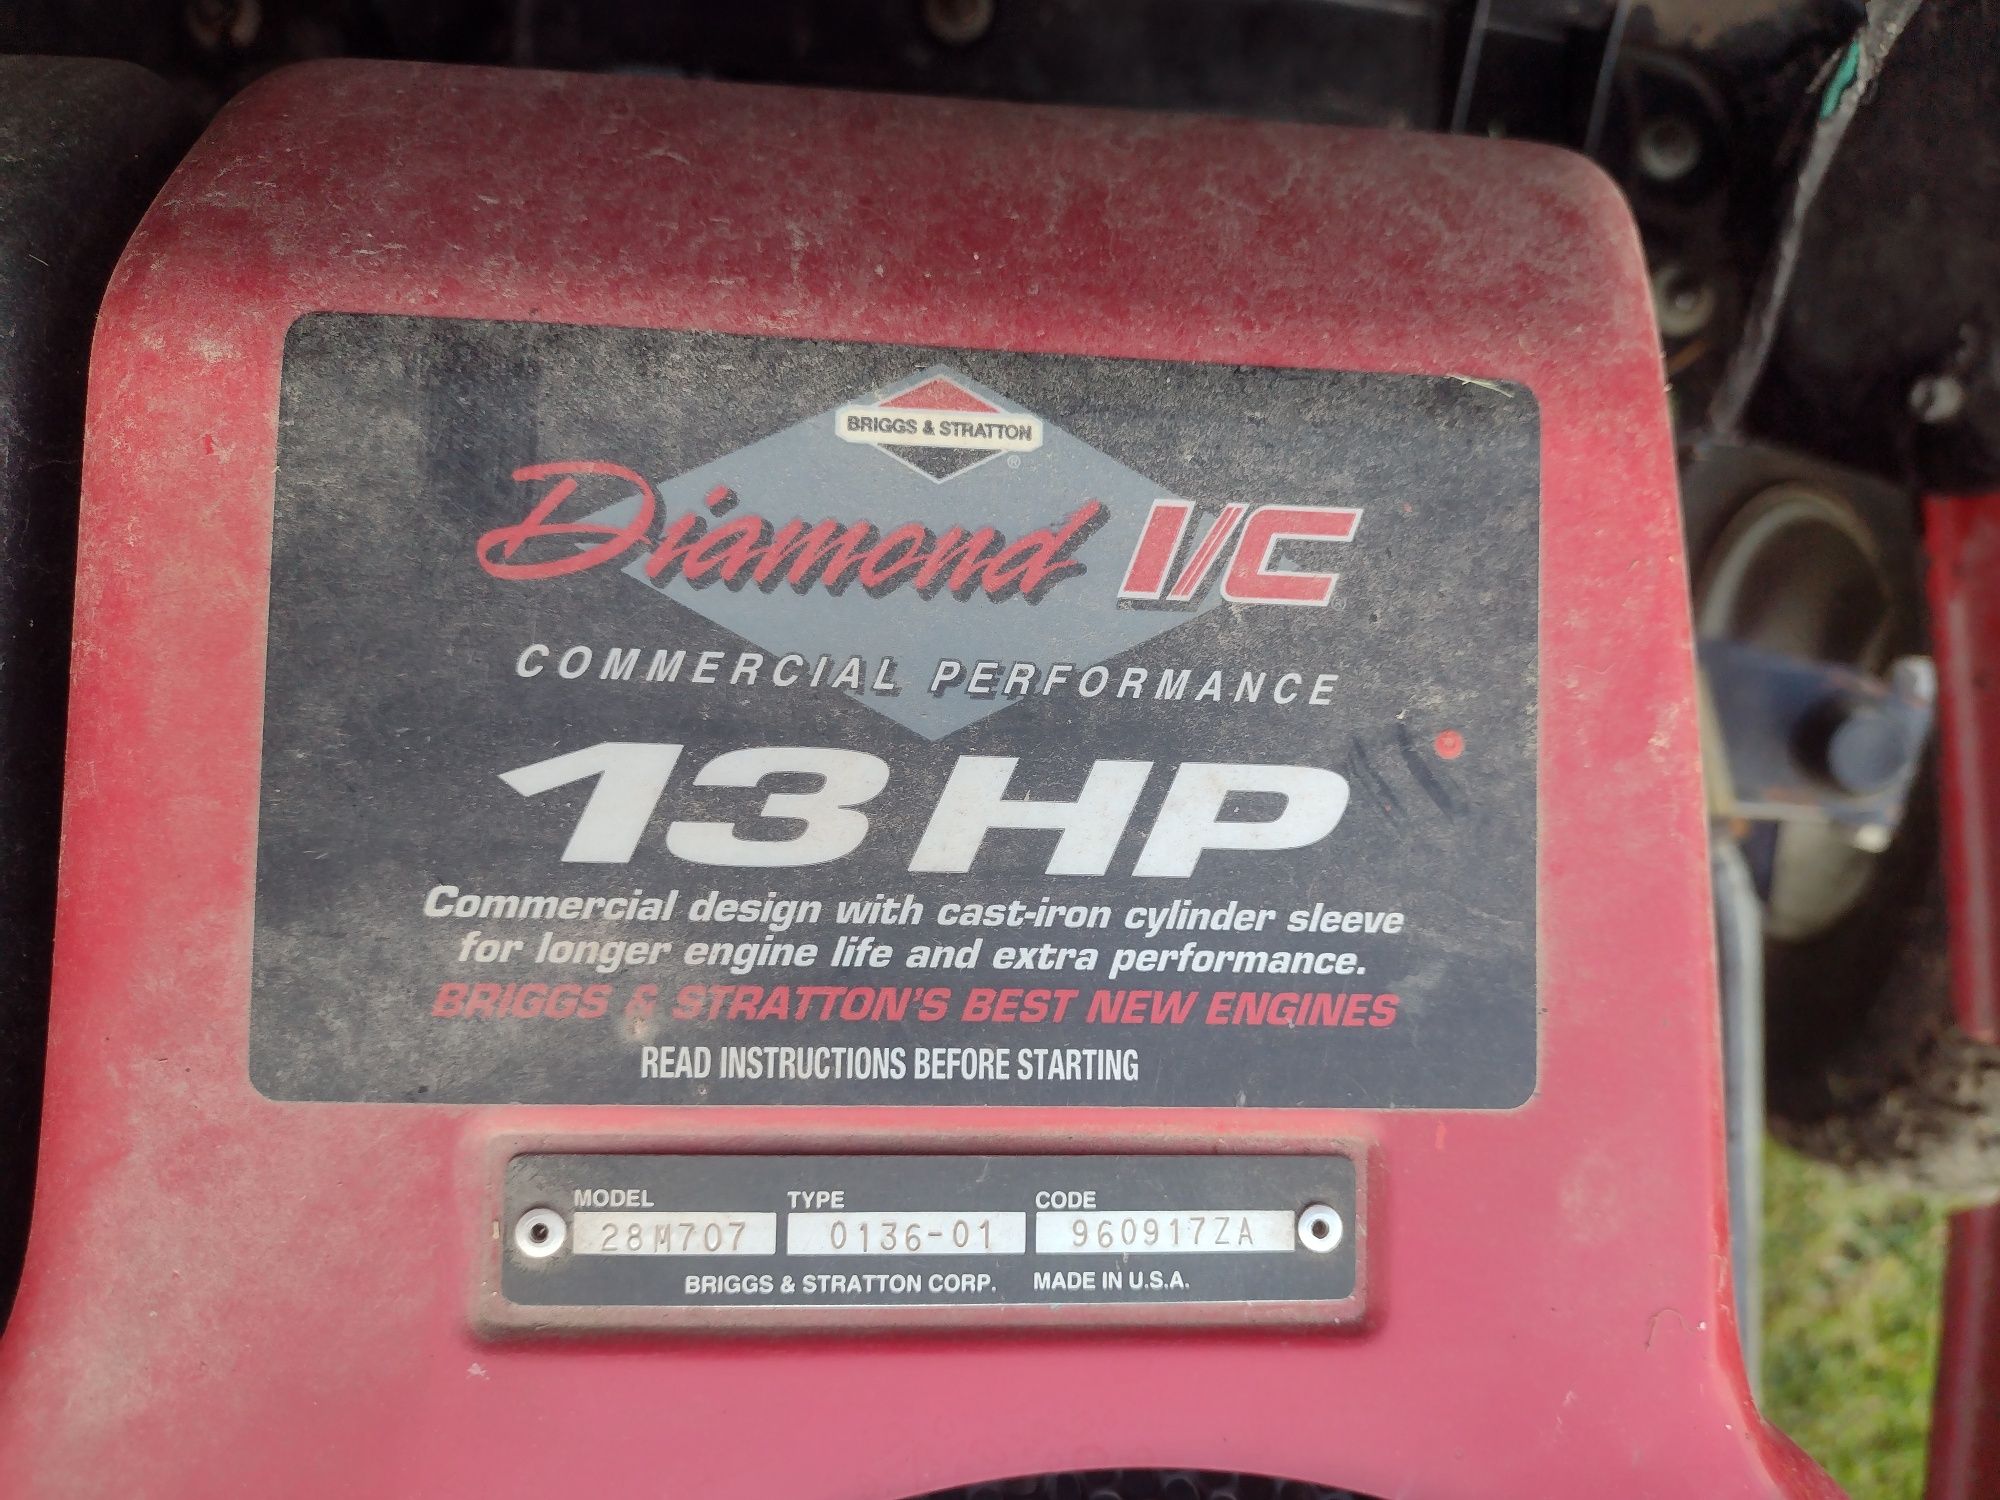 BRIGGS & STRATTON
®
Diamond I/C
COMMERCIAL PERFORMANCE
13 HP
Commercial design with cast-iron cylinder sleeve
for longer engine life and extra performance.
BRIGGS & STRATTON'S BEST NEW ENGINES
READ INSTRUCTIONS BEFORE STARTING
MODEL TYPE CODE
28M707 0136-01 960917ZA
BRIGGS & STRATTON CORP. MADE IN U.S.A.